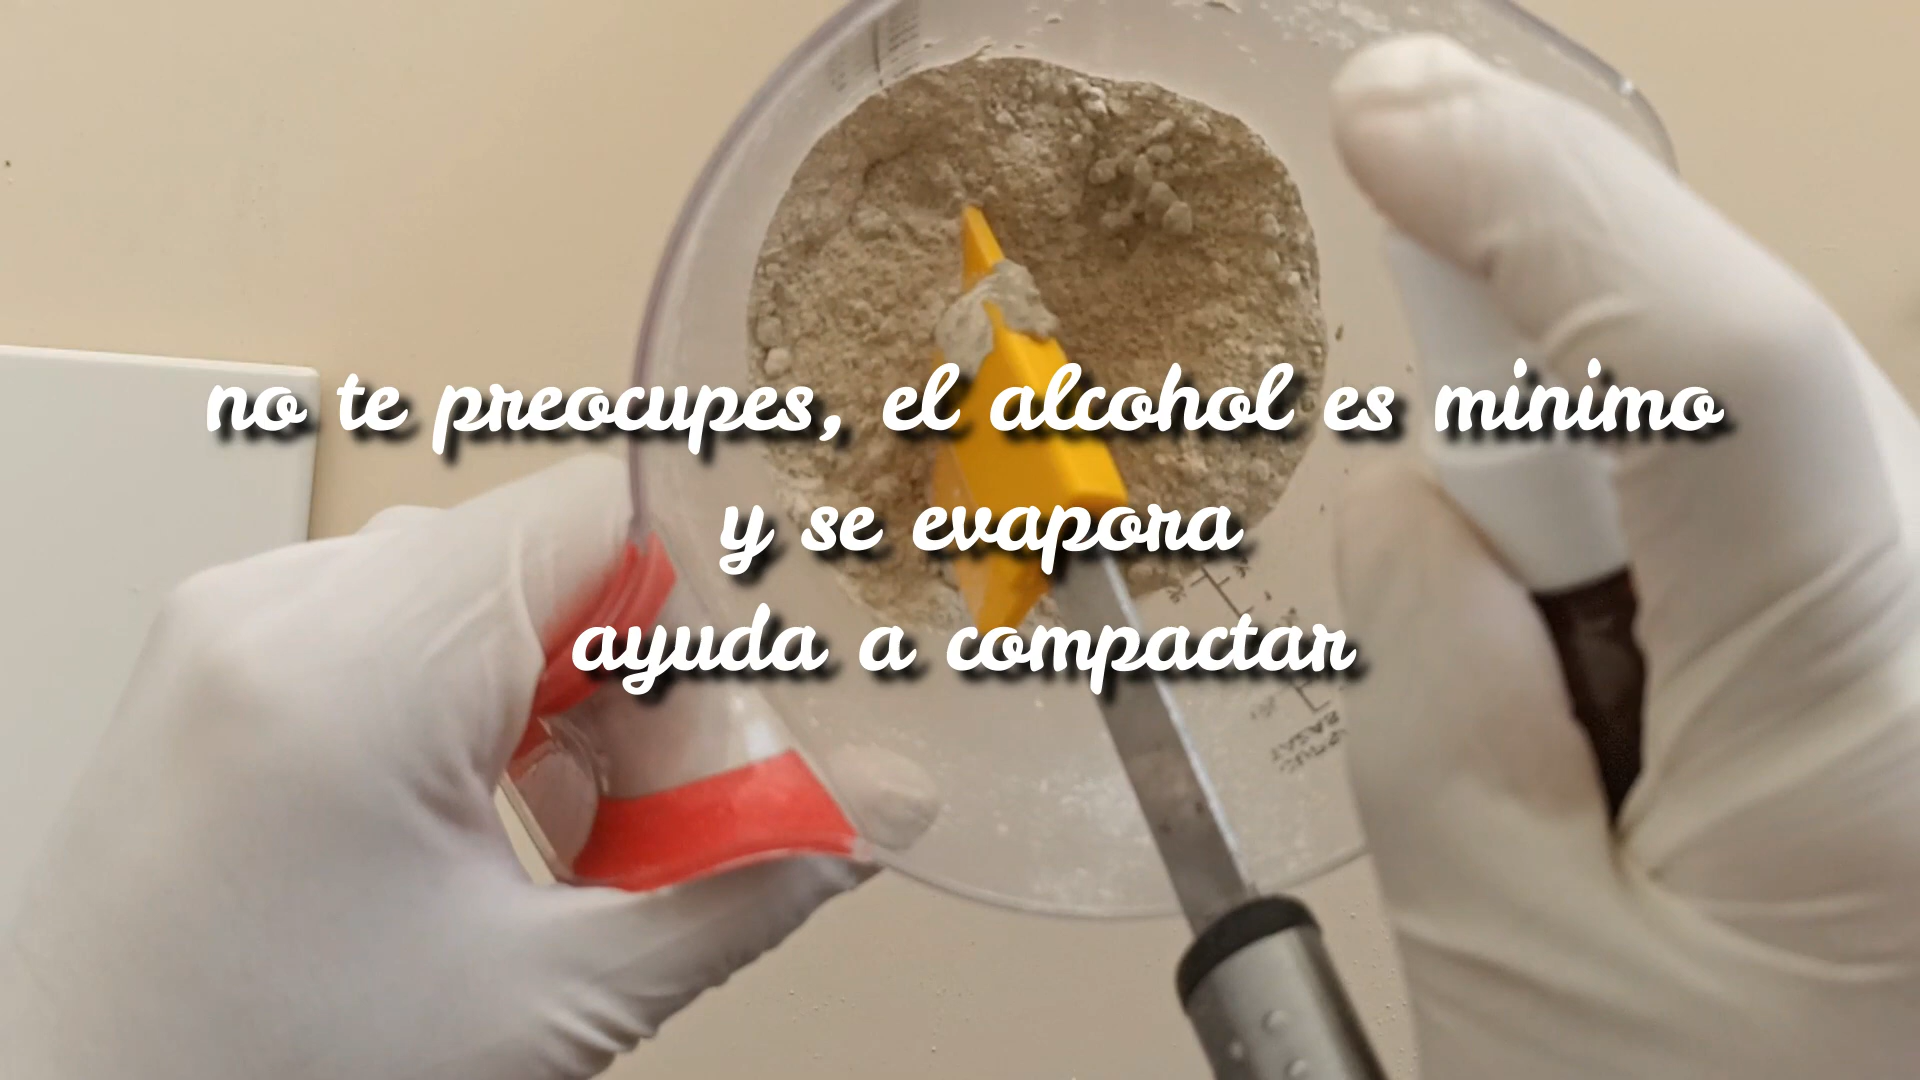 no te preocupes, el alcohol es minimo
y se evapora
ayuda a compactar